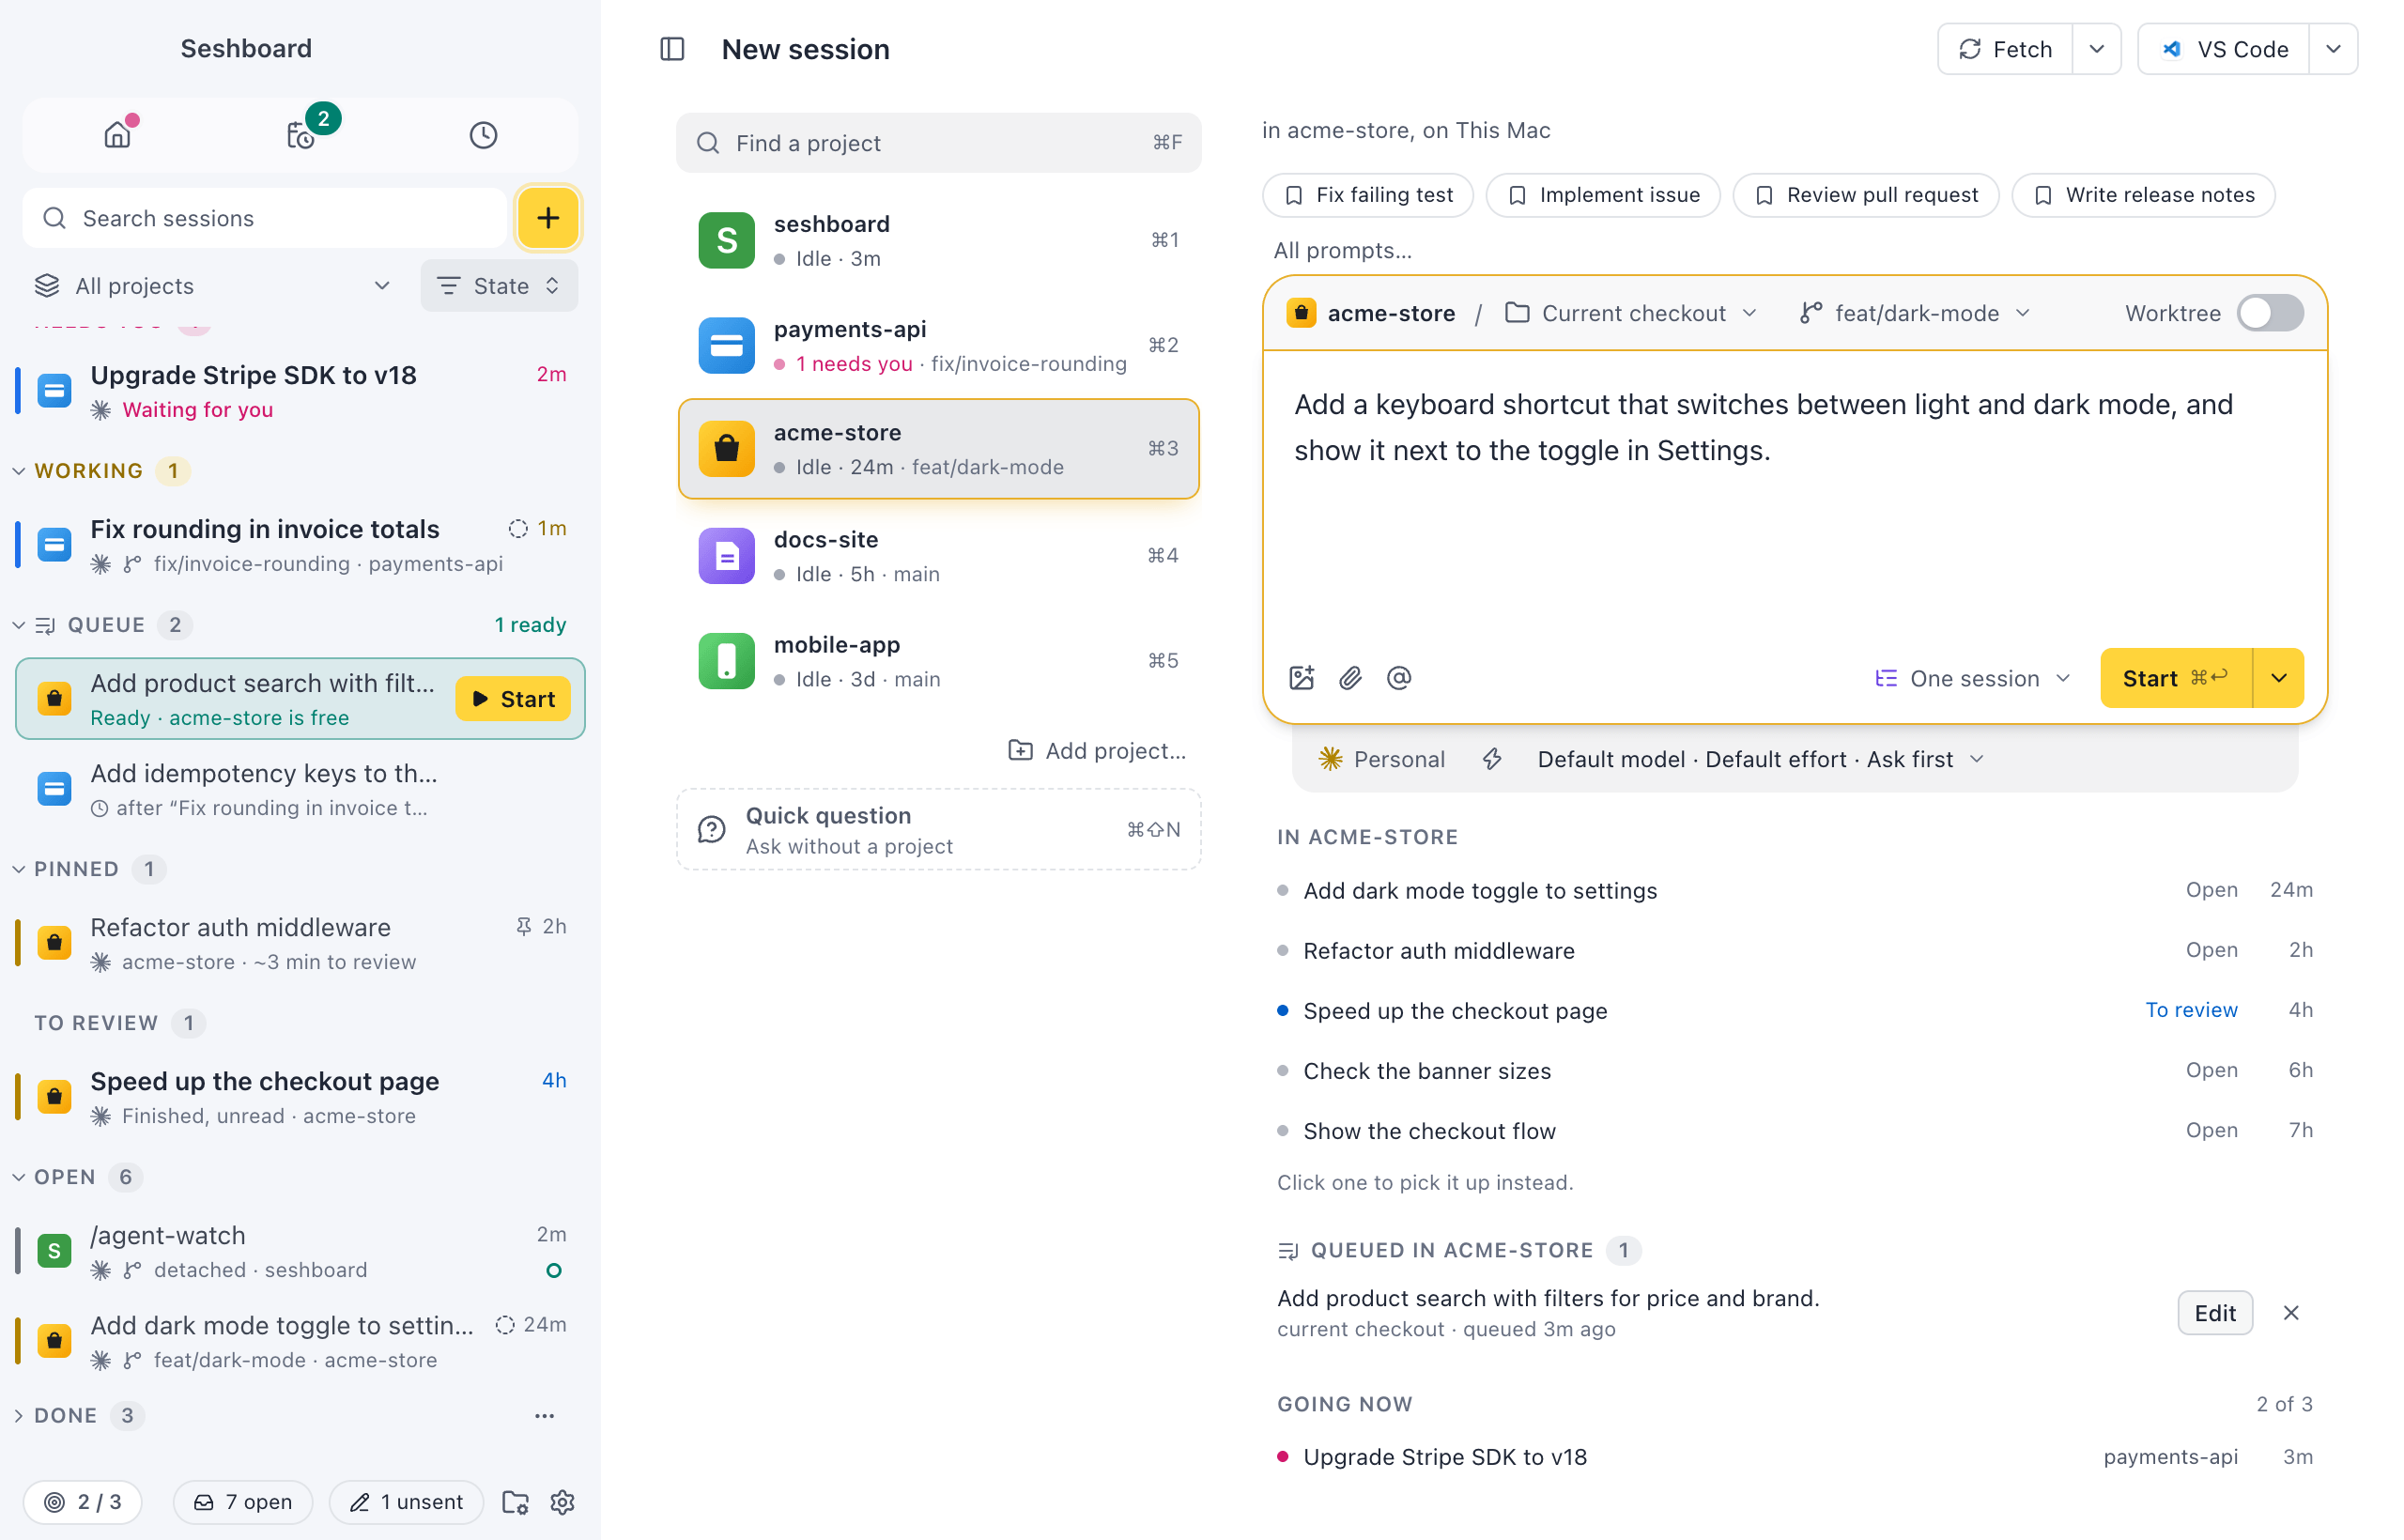 Seshboard
2
Search sessions
All projects
State
Upgrade Stripe SDK to v18
2m
Waiting for you
WORKING 1
Fix rounding in invoice totals
1m
fix/invoice-rounding · payments-api
QUEUE 2
1 ready
Add product search with filt...
Ready · acme-store is free
Start
Add idempotency keys to th...
after “Fix rounding in invoice t...
PINNED 1
Refactor auth middleware
2h
acme-store · ~3 min to review
TO REVIEW 1
Speed up the checkout page
4h
Finished, unread · acme-store
OPEN 6
S
/agent-watch
2m
detached · seshboard
Add dark mode toggle to settin...
24m
feat/dark-mode · acme-store
DONE 3
2 / 3
7 open
1 unsent
New session
Fetch
VS Code
Find a project
⌘F
S
seshboard
Idle · 3m
⌘1
payments-api
1 needs you · fix/invoice-rounding
⌘2
acme-store
Idle · 24m · feat/dark-mode
⌘3
docs-site
Idle · 5h · main
⌘4
mobile-app
Idle · 3d · main
⌘5
Add project...
Quick question
Ask without a project
⌘⇧N
in acme-store, on This Mac
Fix failing test
Implement issue
Review pull request
Write release notes
All prompts...
acme-store / Current checkout
feat/dark-mode
Worktree
Add a keyboard shortcut that switches between light and dark mode, and
show it next to the toggle in Settings.
One session
Start ⌘↩
Personal
Default model · Default effort · Ask first
IN ACME-STORE
Add dark mode toggle to settings
Open 24m
Refactor auth middleware
Open 2h
Speed up the checkout page
To review 4h
Check the banner sizes
Open 6h
Show the checkout flow
Open 7h
Click one to pick it up instead.
QUEUED IN ACME-STORE 1
Add product search with filters for price and brand.
current checkout · queued 3m ago
Edit
GOING NOW
2 of 3
Upgrade Stripe SDK to v18
payments-api 3m